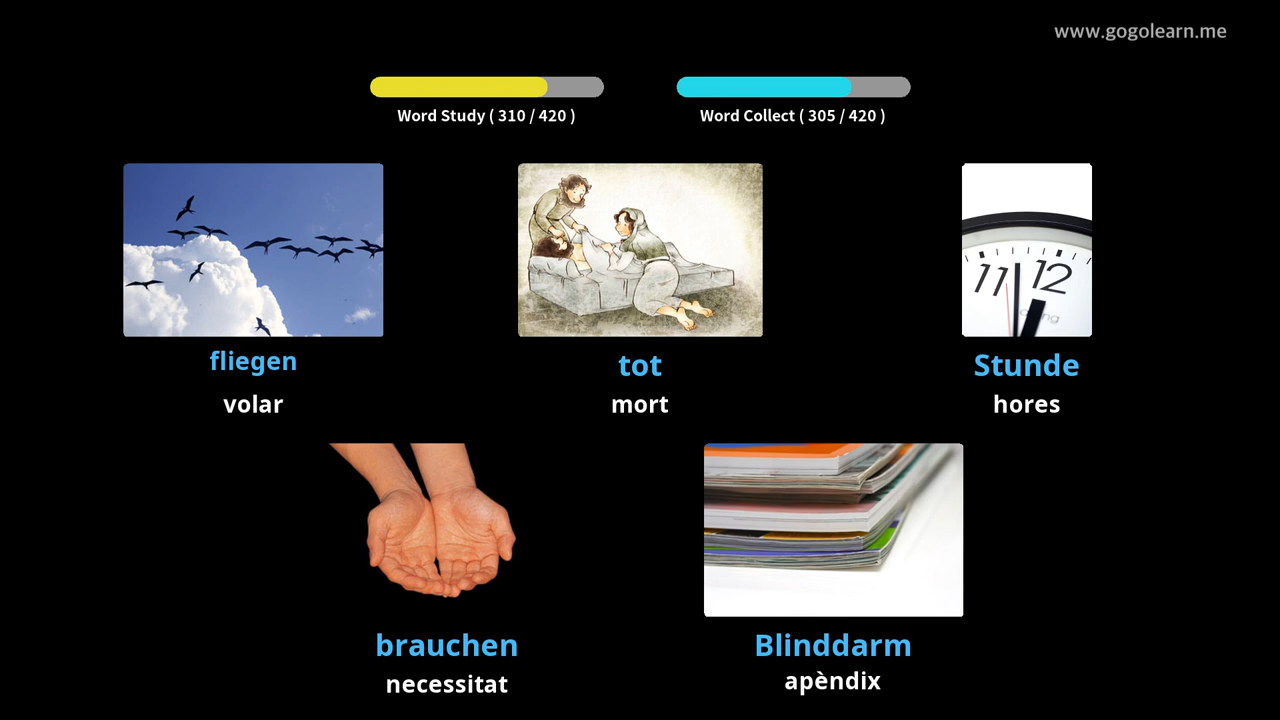 www.gogolearn.me
Word Study ( 310 / 420 )
Word Collect ( 305 / 420 )
11 12
fliegen
volar
tot
mort
Stunde
hores
brauchen
necessitat
Blinddarm
apèndix